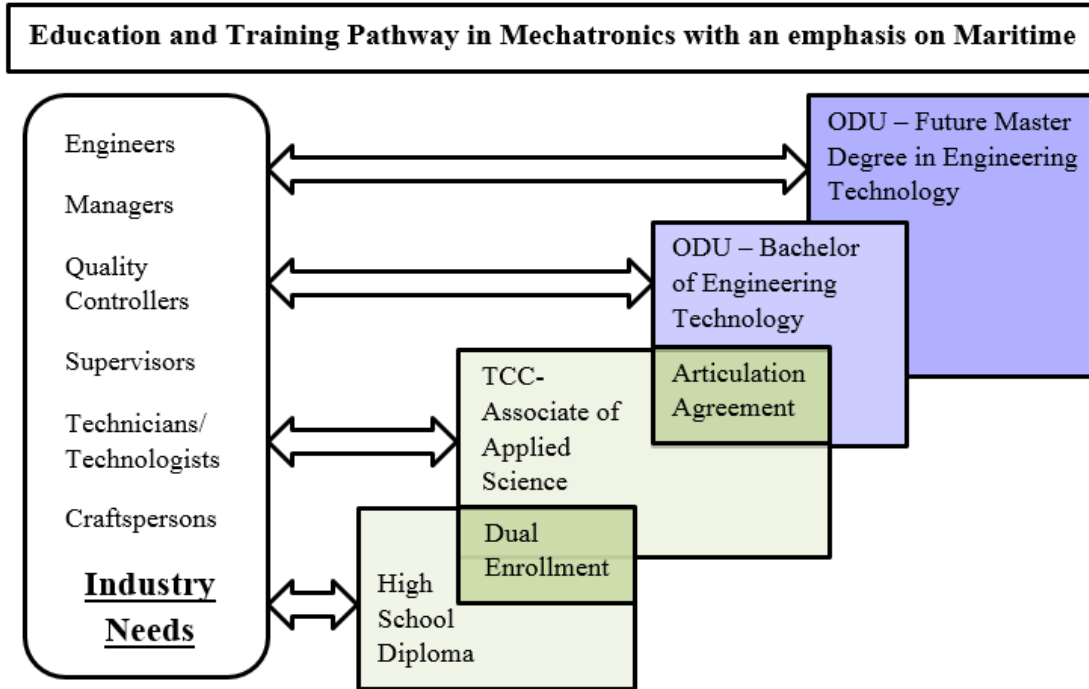 Education and Training Pathway in Mechatronics with an emphasis on Maritime
Engineers
Managers
Quality
Controllers
Supervisors
Technicians/
Technologists
Craftspersons
Industry
Needs
ODU – Future Master
Degree in Engineering
Technology
ODU – Bachelor
of Engineering
Technology
Articulation
Agreement
TCC-
Associate of
Applied
Science
Dual
Enrollment
High
School
Diploma